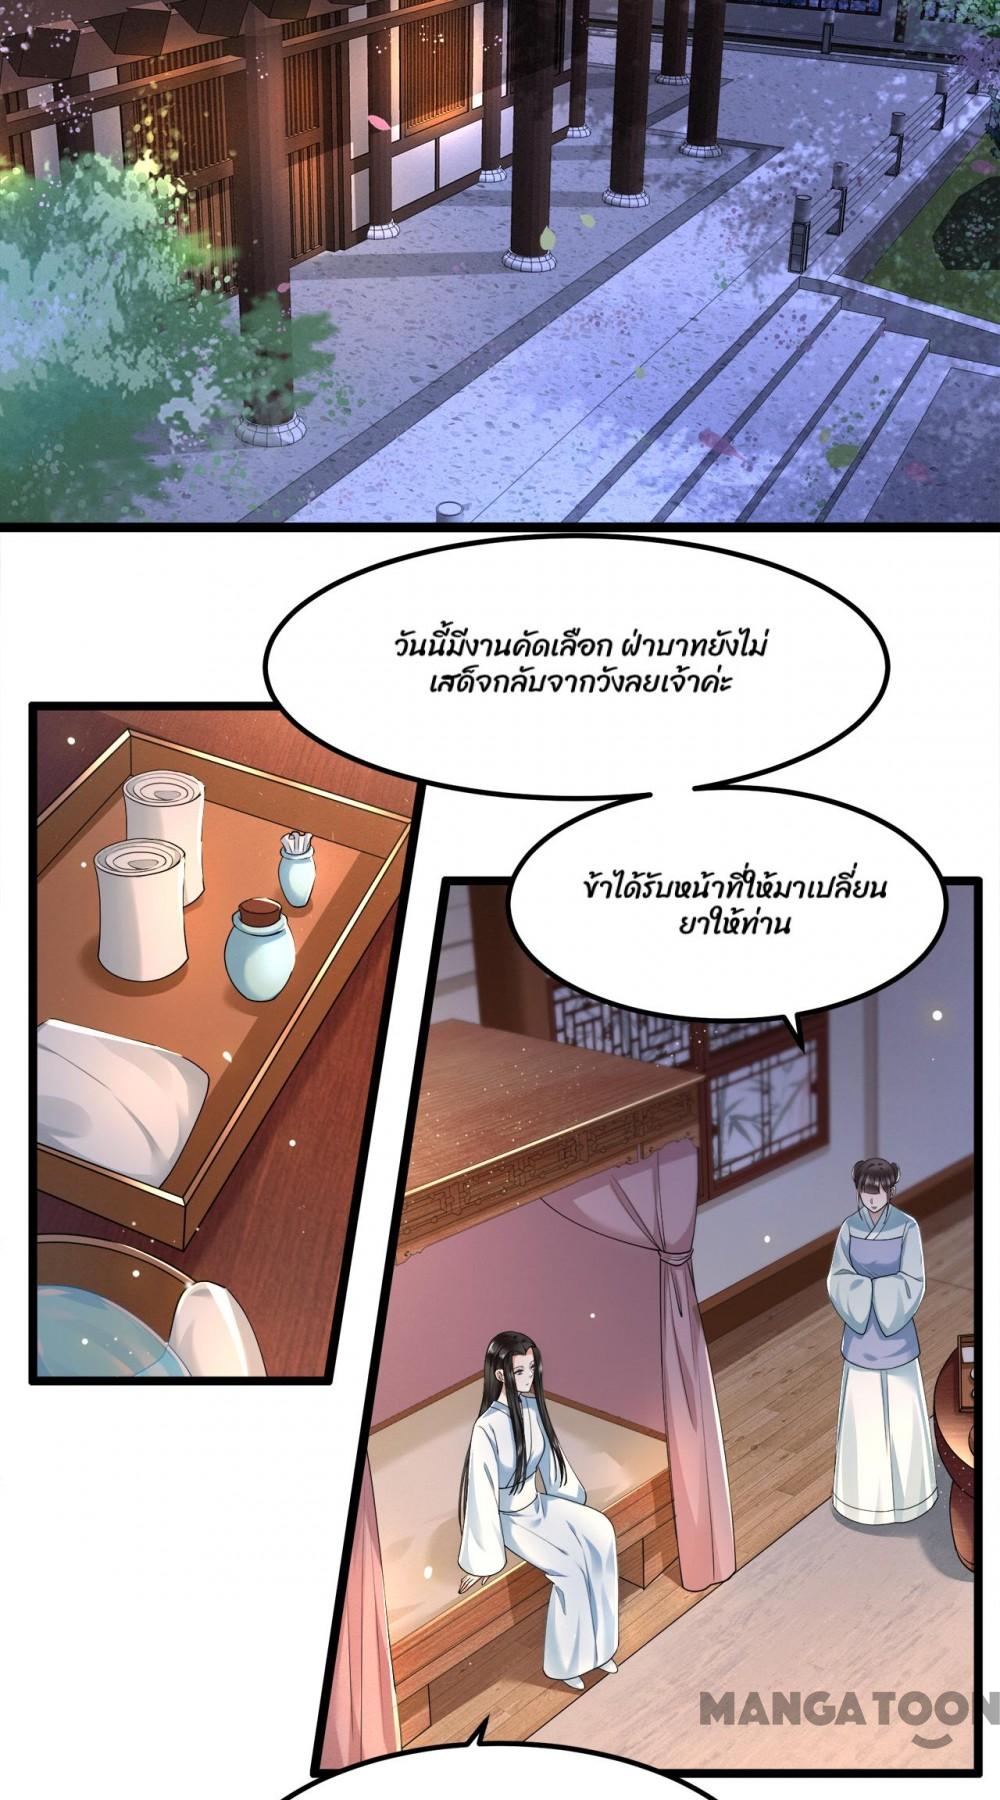 วันนี้มีงานคัดเลือก ฝ่าบาทยังไม่
เสด็จกลับจากวังลยเจ้าค่ะ
ข้าได้รับหน้าที่ให้มาเปลี่ยน
ยาให้ท่าน
MANGATOON